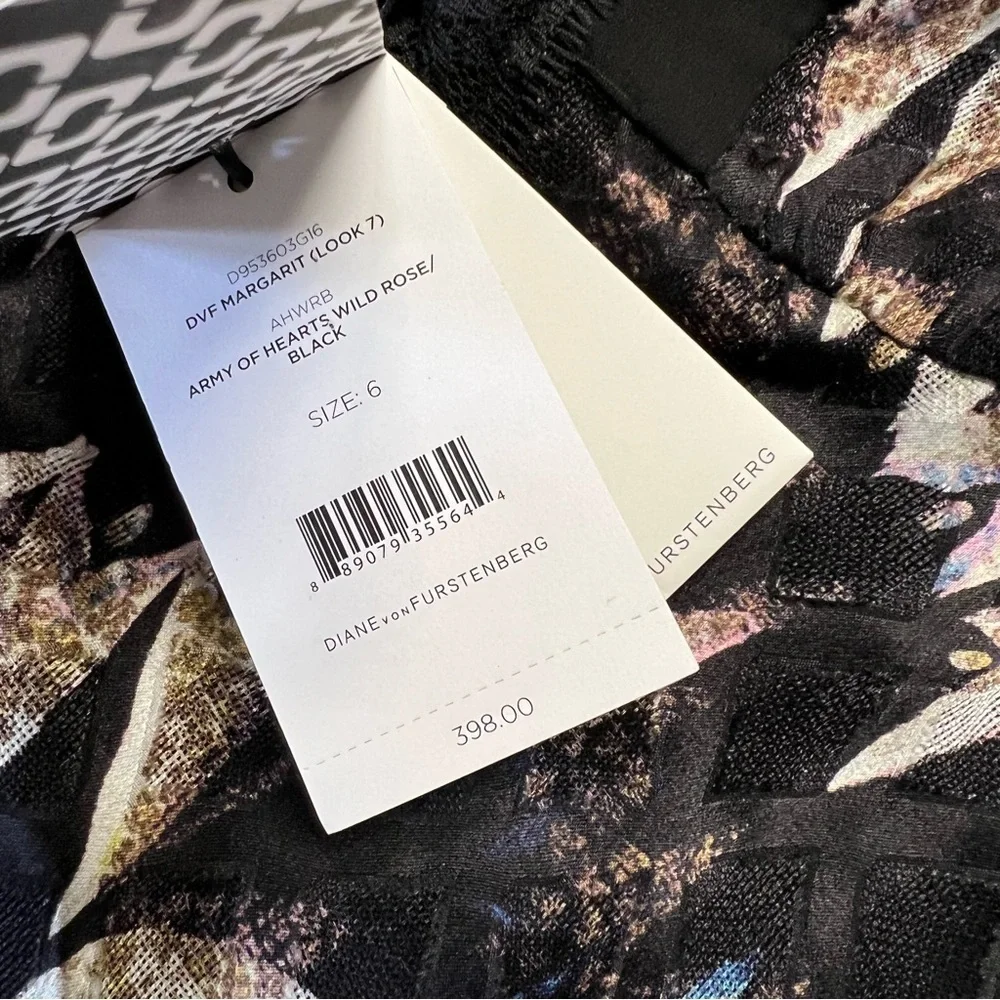 D953603G16
DVF MARGARIT (LOOK 7)
AHWRB
ARMY OF HEARTS WILD ROSE/
BLACK
SIZE: 6
8 89079 35564 4
DIANE von FURSTENBERG
398.00
URSTENBERG